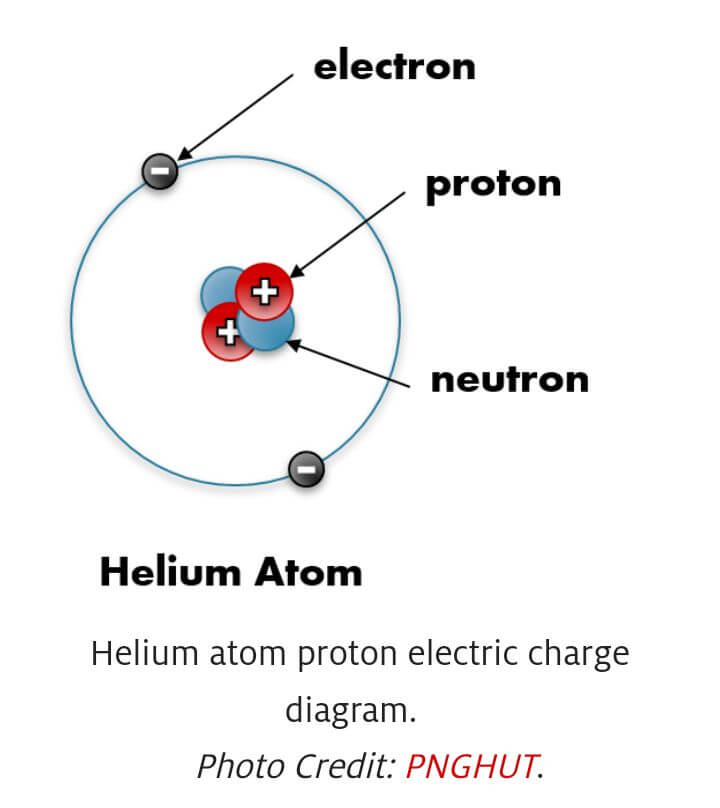 electron
−
proton
+
+
neutron
−
Helium Atom
Helium atom proton electric charge
diagram.
Photo Credit: PNGHUT.